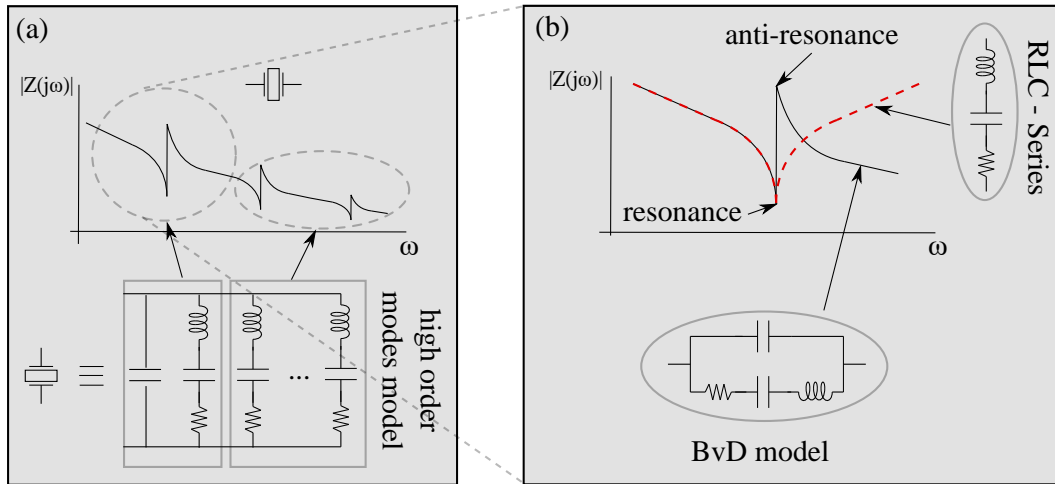 (a)
|Z(jω)|
ω
high order
modes model
...
(b)
anti-resonance
|Z(jω)|
RLC - Series
resonance
ω
BvD model